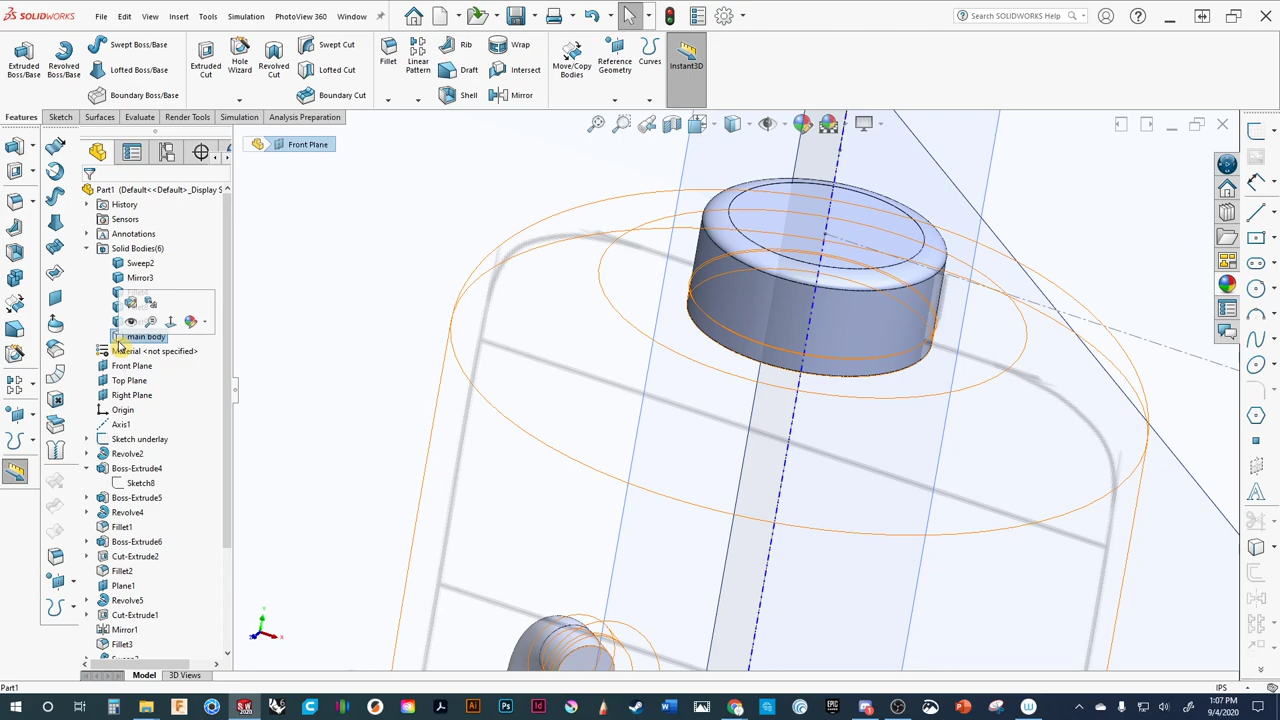 SOLIDWORKS
File Edit View Insert Tools Simulation PhotoView 360 Window
Search SOLIDWORKS Help
Extruded Boss/Base
Revolved Boss/Base
Swept Boss/Base
Lofted Boss/Base
Boundary Boss/Base
Extruded Cut
Hole Wizard
Revolved Cut
Swept Cut
Lofted Cut
Boundary Cut
Fillet
Linear Pattern
Rib
Draft
Shell
Wrap
Intersect
Mirror
Move/Copy Bodies
Reference Geometry
Curves
Instant3D
Features Sketch Surfaces Evaluate Render Tools Simulation Analysis Preparation
Front Plane
Part1 (Default<<Default>_Display S
History
Sensors
Annotations
Solid Bodies(6)
Sweep2
Mirror3
main body
Material <not specified>
Front Plane
Top Plane
Right Plane
Origin
Axis1
Sketch underlay
Revolve2
Boss-Extrude4
Sketch8
Boss-Extrude5
Revolve4
Fillet1
Boss-Extrude6
Cut-Extrude2
Fillet2
Plane1
Revolve5
Cut-Extrude1
Mirror1
Fillet3
Model 3D Views
Part1
IPS
1:07 PM
9/4/2020